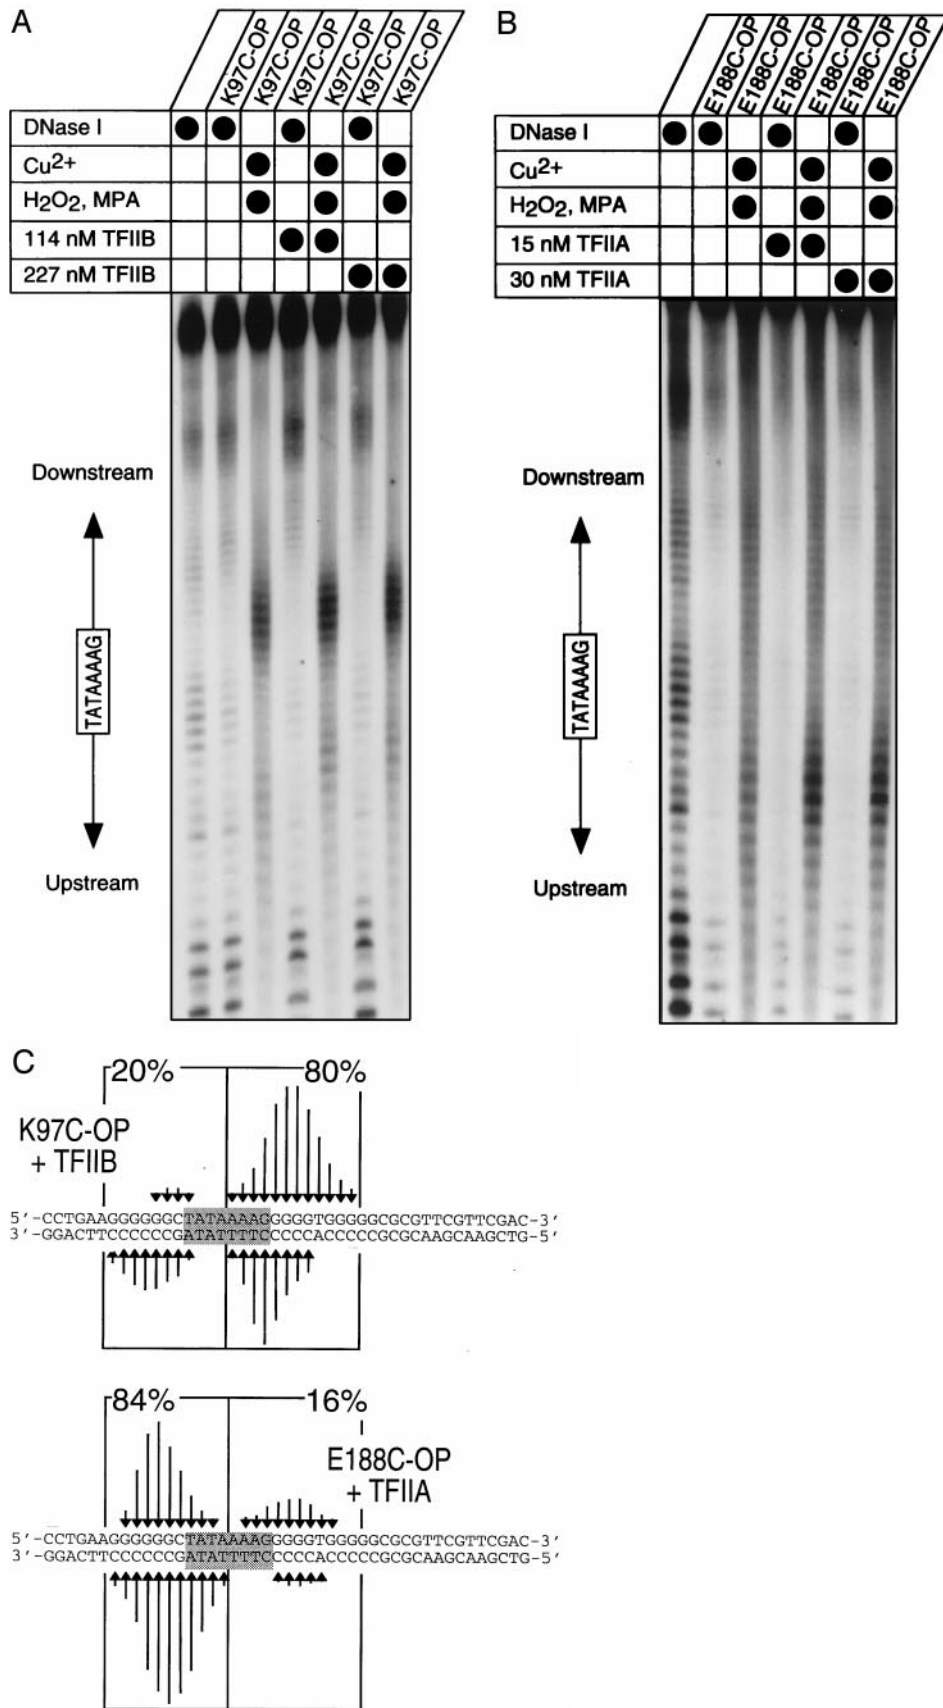 A
K97C-OP K97C-OP K97C-OP K97C-OP K97C-OP K97C-OP
DNase I
Cu2+
H2O2, MPA
114 nM TFIIB
227 nM TFIIB
Downstream
TATAAAAG
Upstream
B
E188C-OP E188C-OP E188C-OP E188C-OP E188C-OP E188C-OP
DNase I
Cu2+
H2O2, MPA
15 nM TFIIA
30 nM TFIIA
Downstream
TATAAAAG
Upstream
C
20% 80%
K97C-OP
+ TFIIB
5'-CCTGAAGGGGGGCTATAAAAGGGGGTGGGGGCGCGTTCGTTCGAC-3'
3'-GGACTTCCCCCCGATATTTTCCCCCACCCCCGCGCAAGCAAGCTG-5'
84% 16%
E188C-OP
+ TFIIA
5'-CCTGAAGGGGGGCTATAAAAGGGGGTGGGGGCGCGTTCGTTCGAC-3'
3'-GGACTTCCCCCCGATATTTTCCCCCACCCCCGCGCAAGCAAGCTG-5'